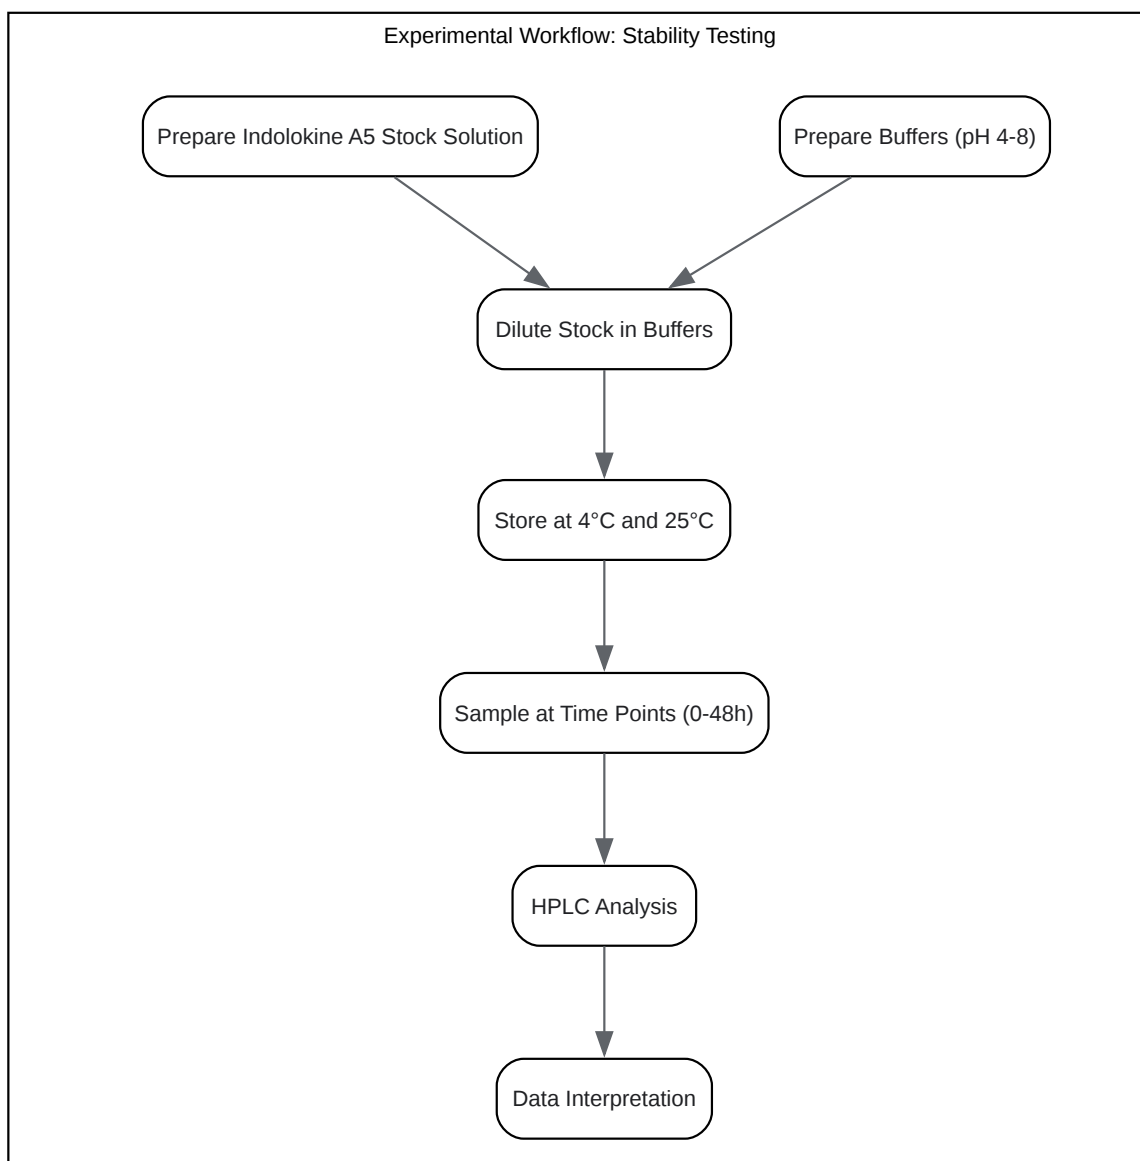 Experimental Workflow: Stability Testing
Prepare Indolokine A5 Stock Solution
Prepare Buffers (pH 4-8)
Dilute Stock in Buffers
Store at 4°C and 25°C
Sample at Time Points (0-48h)
HPLC Analysis
Data Interpretation